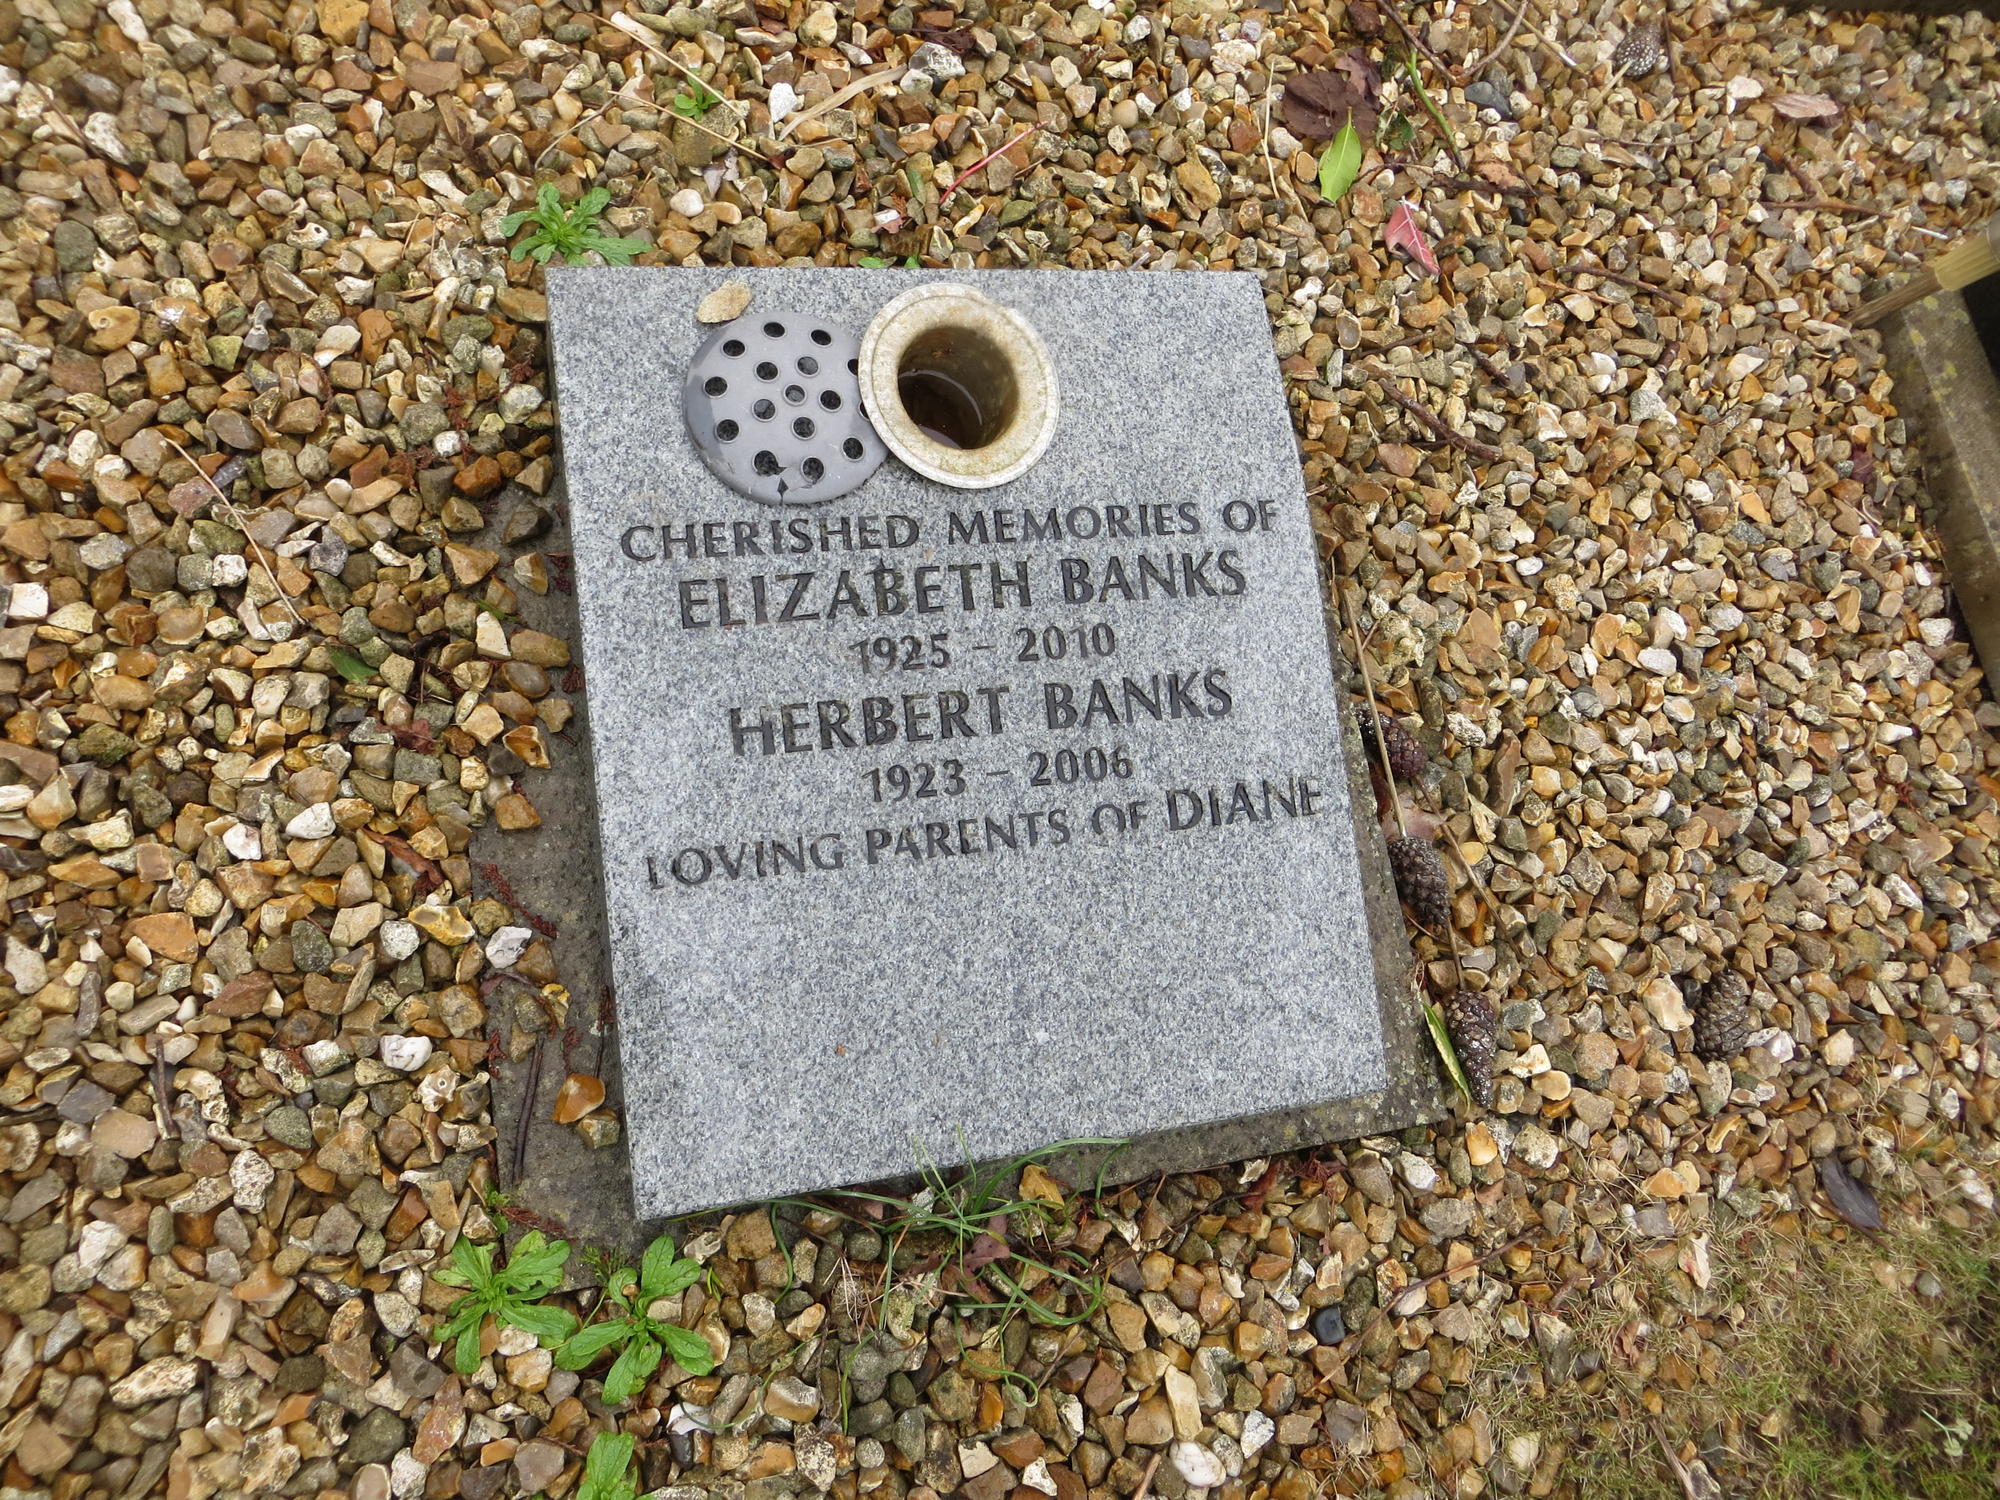 CHERISHED MEMORIES OF
ELIZABETH BANKS
1925 - 2010
HERBERT BANKS
1923 - 2006
LOVING PARENTS OF DIANE